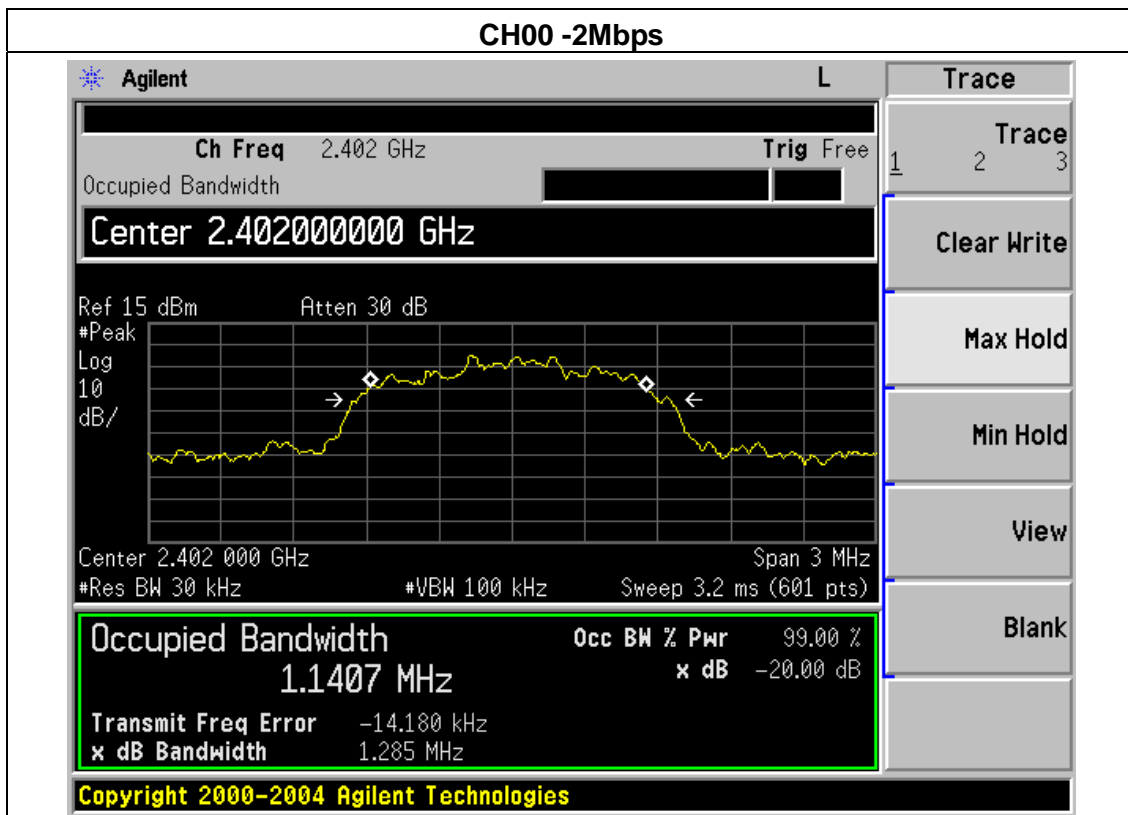 CH00 -2Mbps
Agilent L Trace
Ch Freq 2.402 GHz Trig Free
Occupied Bandwidth
Trace
1 2 3
Center 2.402000000 GHz
Clear Write
Ref 15 dBm Atten 30 dB
#Peak
Log
10
dB/
Max Hold
Min Hold
View
Center 2.402 000 GHz Span 3 MHz
#Res BW 30 kHz #VBW 100 kHz Sweep 3.2 ms (601 pts)
Blank
Occupied Bandwidth Occ BW % Pwr 99.00 %
1.1407 MHz x dB -20.00 dB
Transmit Freq Error -14.180 kHz
x dB Bandwidth 1.285 MHz
Copyright 2000-2004 Agilent Technologies